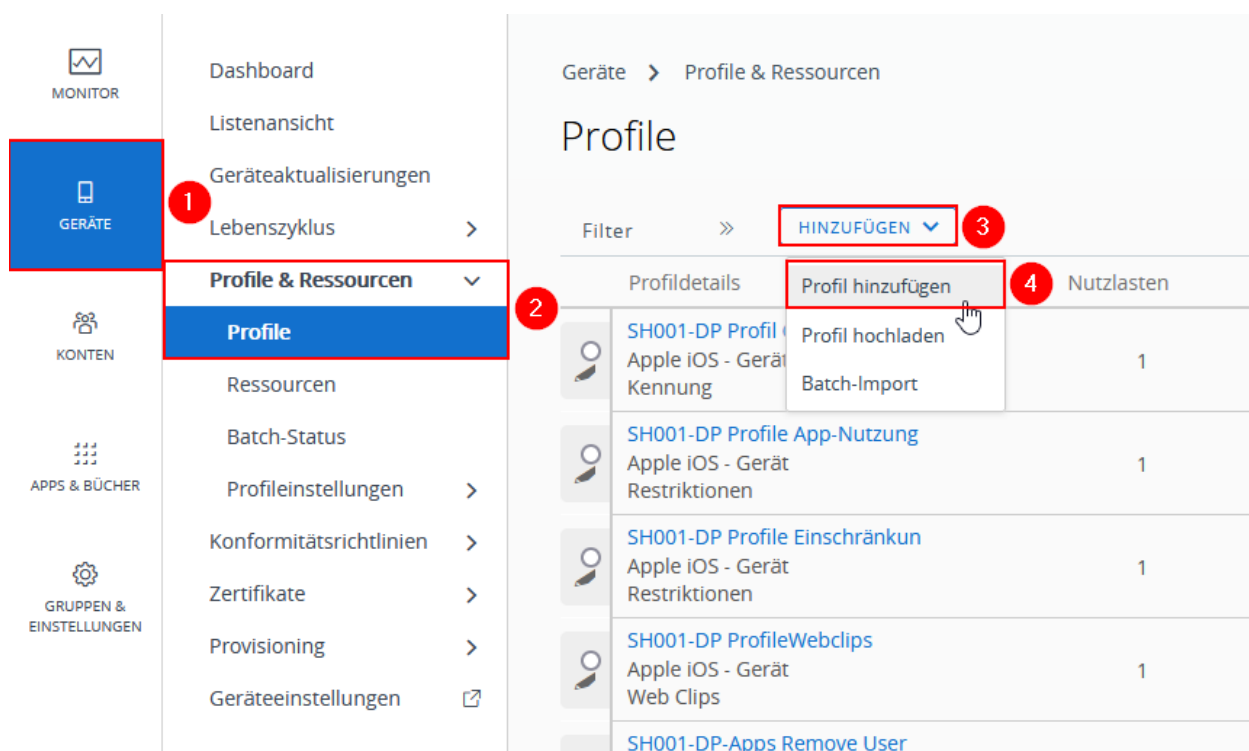 MONITOR
GERÄTE
KONTEN
APPS & BÜCHER
GRUPPEN &
EINSTELLUNGEN
1
Dashboard
Listenansicht
Geräteaktualisierungen
Lebenszyklus
Profile & Ressourcen
Profile
2
Ressourcen
Batch-Status
Profileinstellungen
Konformitätsrichtlinien
Zertifikate
Provisioning
Geräteeinstellungen
Geräte > Profile & Ressourcen
Profile
Filter
HINZUFÜGEN
3
Profil hinzufügen
4
Profil hochladen
Batch-Import
Profildetails
Nutzlasten
SH001-DP Profil
Apple iOS - Gerät
Kennung
1
SH001-DP Profile App-Nutzung
Apple iOS - Gerät
Restriktionen
1
SH001-DP Profile Einschränkun
Apple iOS - Gerät
Restriktionen
1
SH001-DP ProfileWebclips
Apple iOS - Gerät
Web Clips
1
SH001-DP-Apps Remove User